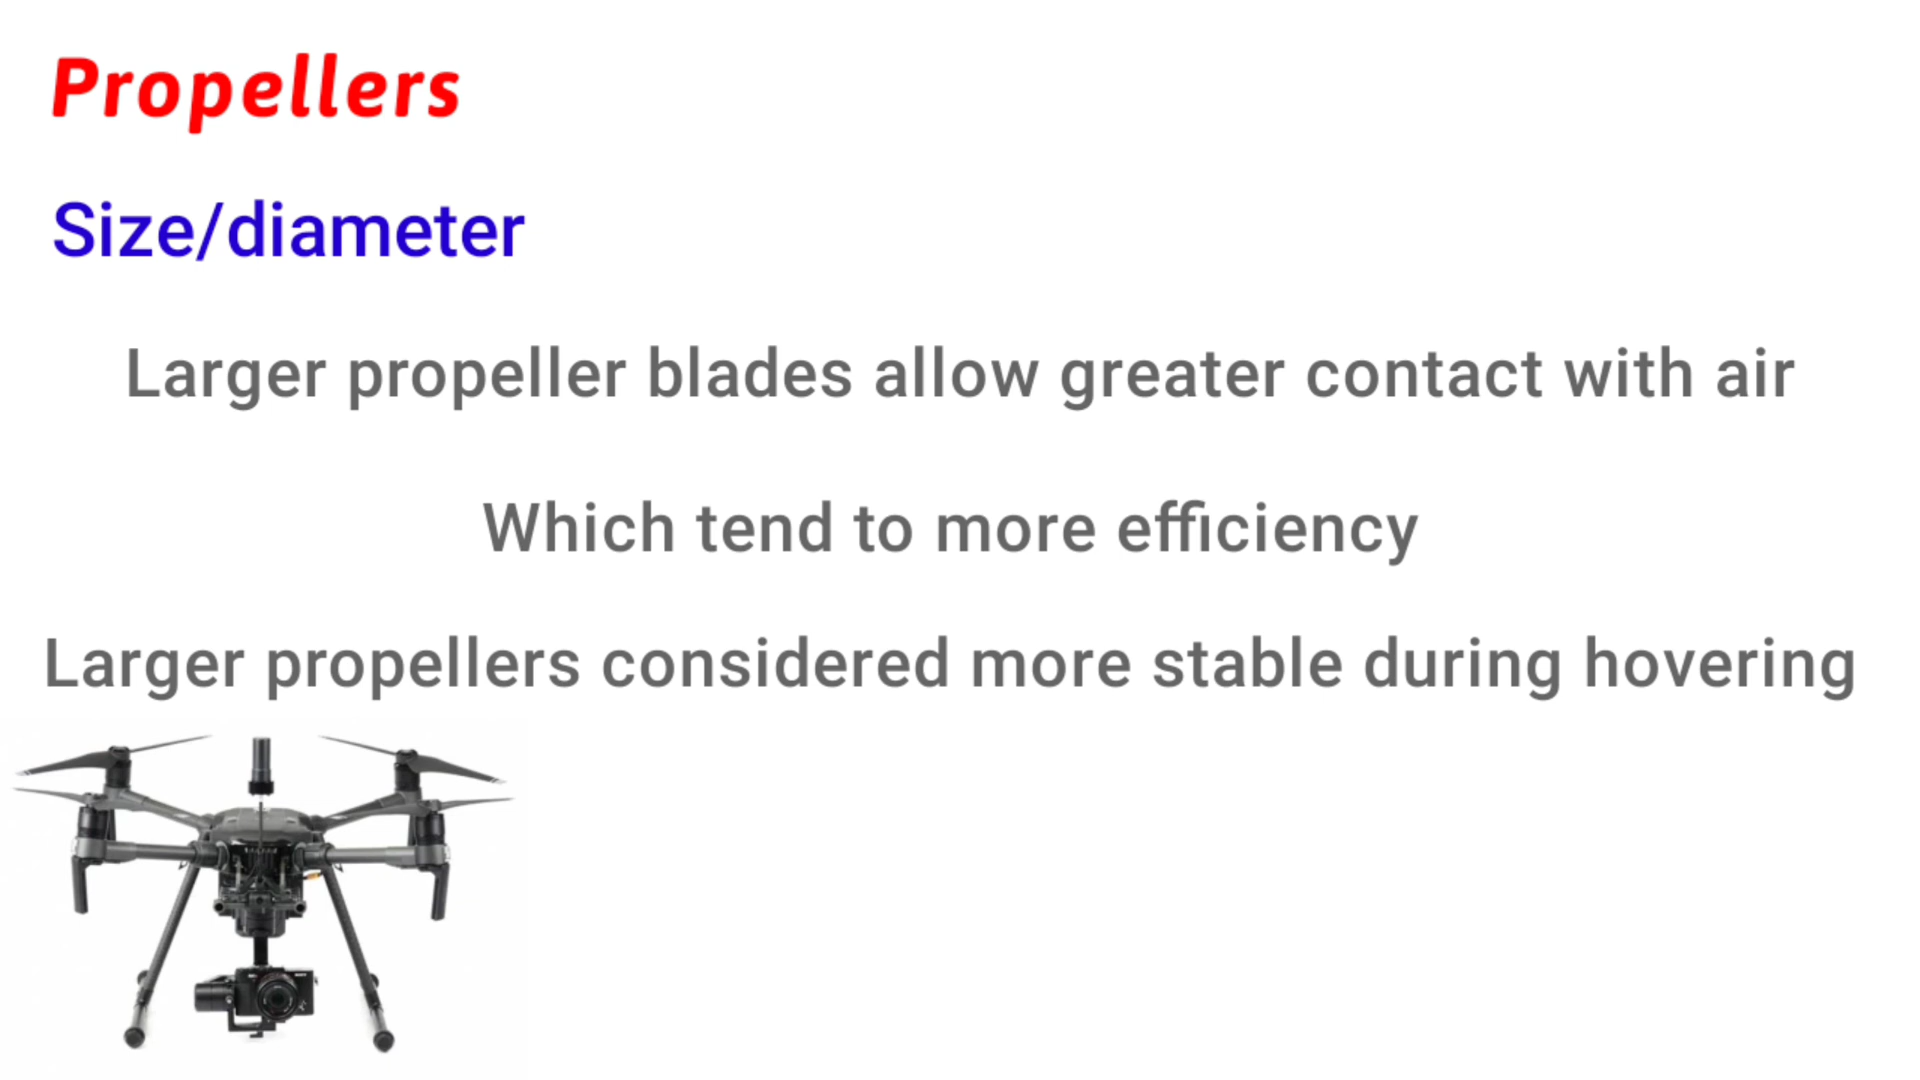 Propellers
Size/diameter
Larger propeller blades allow greater contact with air
Which tend to more efficiency
Larger propellers considered more stable during hovering